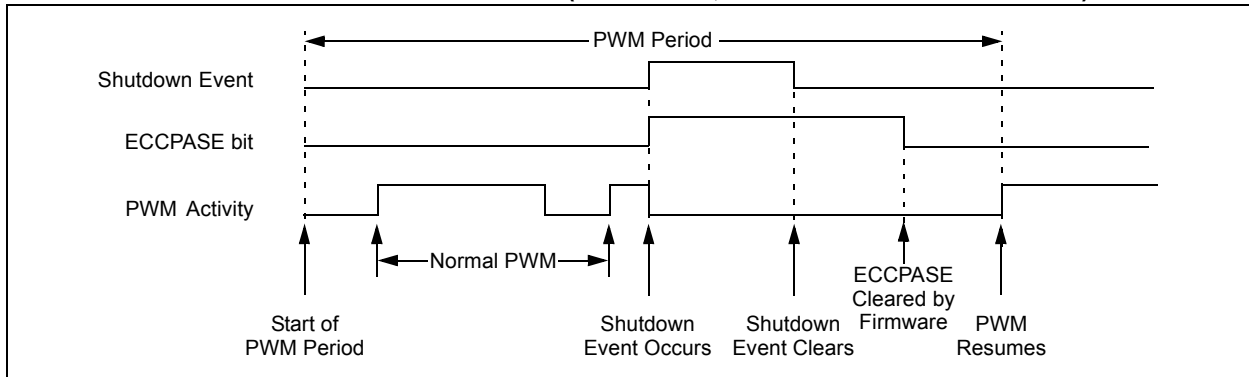 PWM Period
Shutdown Event
ECCPASE bit
PWM Activity
Normal PWM
Start of
PWM Period
Shutdown
Event Occurs
Shutdown
Event Clears
ECCPASE
Cleared by
Firmware
PWM
Resumes